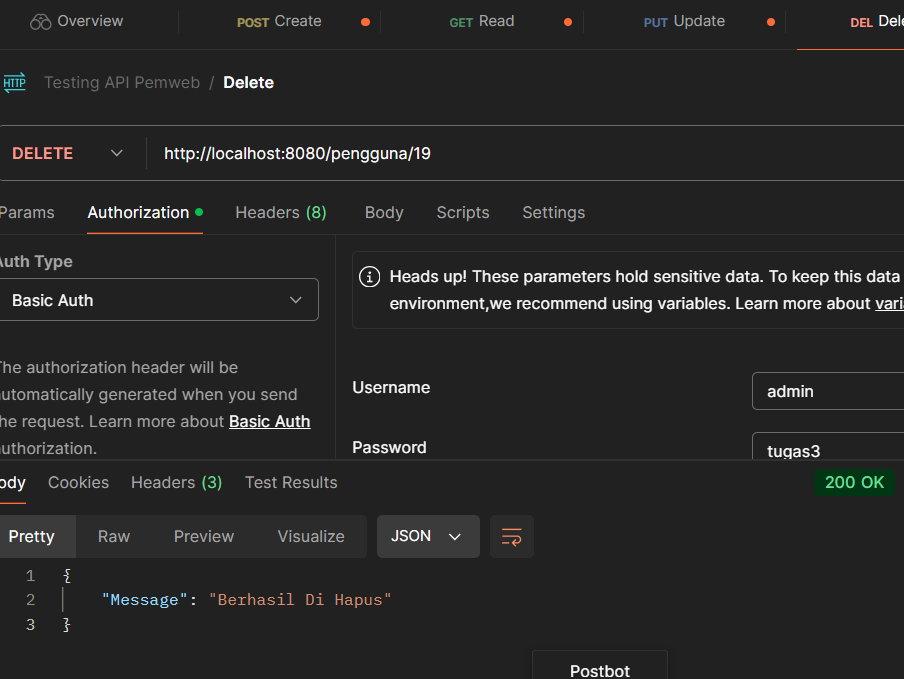 Overview POST Create GET Read PUT Update DEL Dele
HTTP Testing API Pemweb / Delete
DELETE http://localhost:8080/pengguna/19
Params Authorization Headers (8) Body Scripts Settings
Auth Type
Basic Auth
The authorization header will be
automatically generated when you send
the request. Learn more about Basic Auth
authorization.
Heads up! These parameters hold sensitive data. To keep this data
environment,we recommend using variables. Learn more about vari
Username admin
Password tugas3
ody Cookies Headers (3) Test Results 200 OK
Pretty Raw Preview Visualize JSON
1 {
2 "Message": "Berhasil Di Hapus"
3 }
Postbot